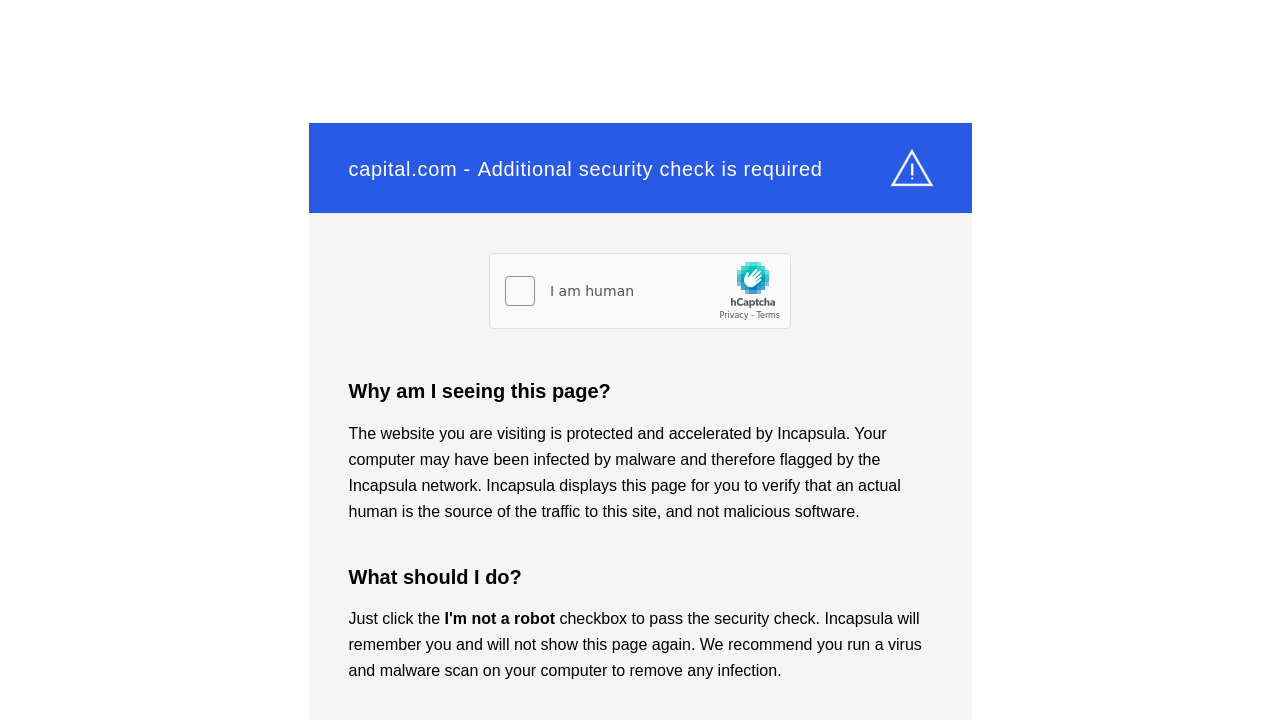 capital.com - Additional security check is required
I am human
hCaptcha
Privacy - Terms
Why am I seeing this page?
The website you are visiting is protected and accelerated by Incapsula. Your
computer may have been infected by malware and therefore flagged by the
Incapsula network. Incapsula displays this page for you to verify that an actual
human is the source of the traffic to this site, and not malicious software.
What should I do?
Just click the I'm not a robot checkbox to pass the security check. Incapsula will
remember you and will not show this page again. We recommend you run a virus
and malware scan on your computer to remove any infection.